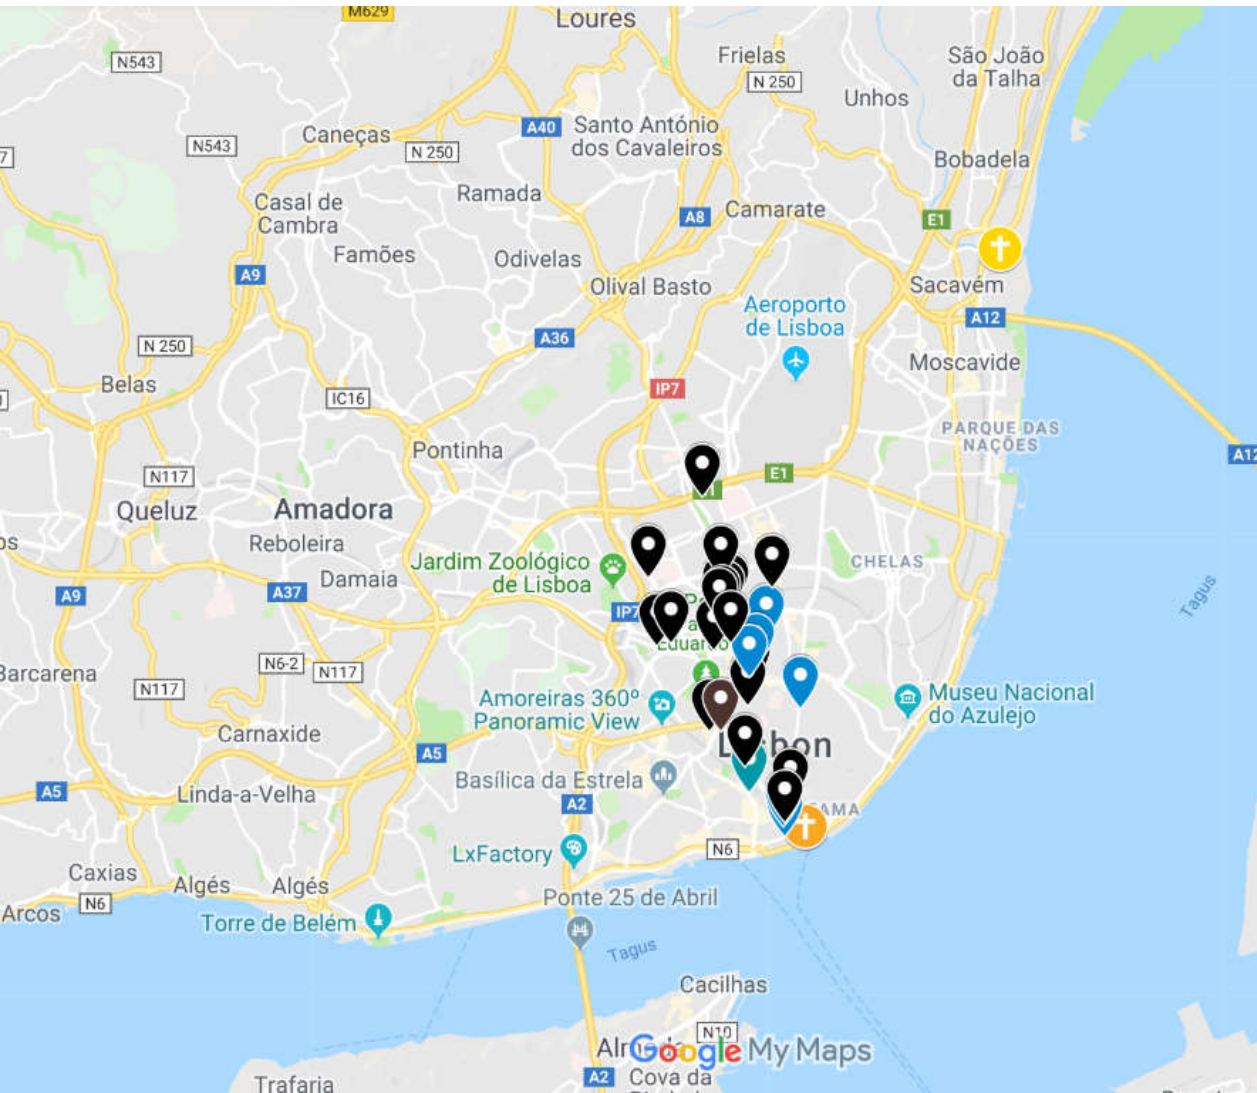 M629
Loures
Frielas
São João
da Talha
N543
N 250
Unhos
A40
Santo António
dos Cavaleiros
Caneças
N543
N 250
7
Bobadela
Ramada
Casal de
Cambra
A8
Camarate
E1
Famões
Odivelas
A9
Olival Basto
Sacavém
Aeroporto
de Lisboa
A12
A36
N 250
Moscavide
Belas
IP7
IC16
PARQUE DAS
NAÇÕES
Pontinha
A12
N117
E1
Queluz
Amadora
Reboleira
Jardim Zoológico
de Lisboa
CHELAS
Damaia
A37
A9
IP7
Tagus
Eduardo
N6-2
N117
Barcarena
N117
Amoreiras 360º
Panoramic View
Museu Nacional
do Azulejo
Carnaxide
A5
Lisbon
Basílica da Estrela
A5
Linda-a-Velha
A2
AMA
N6
LxFactory
Caxias
Algés
Algés
Ponte 25 de Abril
N6
Arcos
Torre de Belém
Tagus
Cacilhas
N10
Google My Maps
A2
Cova da
Trafaria